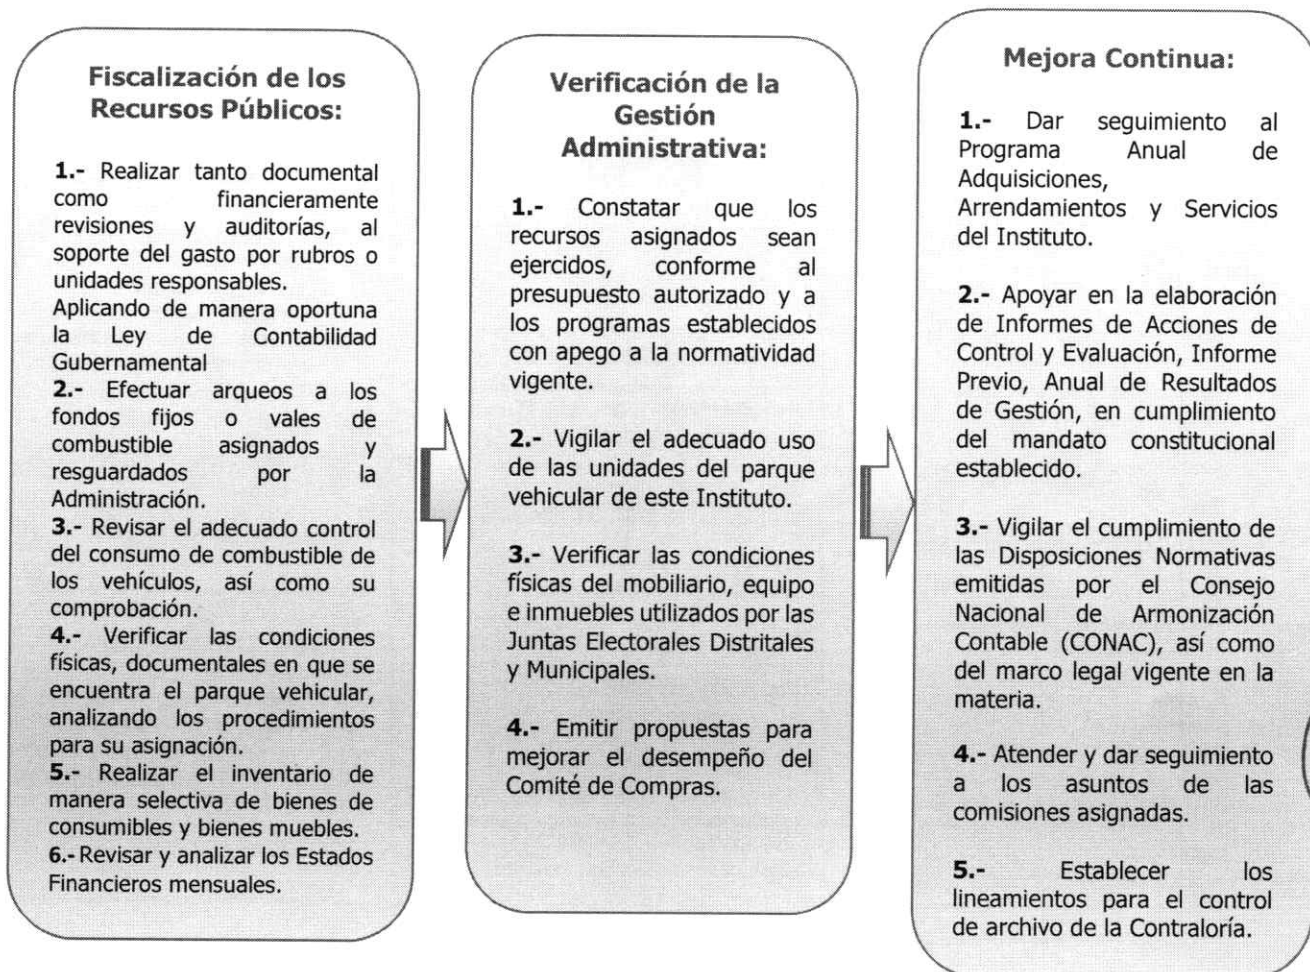 Fiscalización de los
Recursos Públicos:
1.- Realizar tanto documental
como financieramente
revisiones y auditorías, al
soporte del gasto por rubros o
unidades responsables.
Aplicando de manera oportuna
la Ley de Contabilidad
Gubernamental
2.- Efectuar arqueos a los
fondos fijos o vales de
combustible asignados y
resguardados por la
Administración.
3.- Revisar el adecuado control
del consumo de combustible de
los vehículos, así como su
comprobación.
4.- Verificar las condiciones
físicas, documentales en que se
encuentra el parque vehicular,
analizando los procedimientos
para su asignación.
5.- Realizar el inventario de
manera selectiva de bienes de
consumibles y bienes muebles.
6.- Revisar y analizar los Estados
Financieros mensuales.
Verificación de la
Gestión
Administrativa:
1.- Constatar que los
recursos asignados sean
ejercidos, conforme al
presupuesto autorizado y a
los programas establecidos
con apego a la normatividad
vigente.
2.- Vigilar el adecuado uso
de las unidades del parque
vehicular de este Instituto.
3.- Verificar las condiciones
físicas del mobiliario, equipo
e inmuebles utilizados por las
Juntas Electorales Distritales
y Municipales.
4.- Emitir propuestas para
mejorar el desempeño del
Comité de Compras.
Mejora Continua:
1.- Dar seguimiento al
Programa Anual de
Adquisiciones,
Arrendamientos y Servicios
del Instituto.
2.- Apoyar en la elaboración
de Informes de Acciones de
Control y Evaluación, Informe
Previo, Anual de Resultados
de Gestión, en cumplimiento
del mandato constitucional
establecido.
3.- Vigilar el cumplimiento de
las Disposiciones Normativas
emitidas por el Consejo
Nacional de Armonización
Contable (CONAC), así como
del marco legal vigente en la
materia.
4.- Atender y dar seguimiento
a los asuntos de las
comisiones asignadas.
5.- Establecer los
lineamientos para el control
de archivo de la Contraloría.